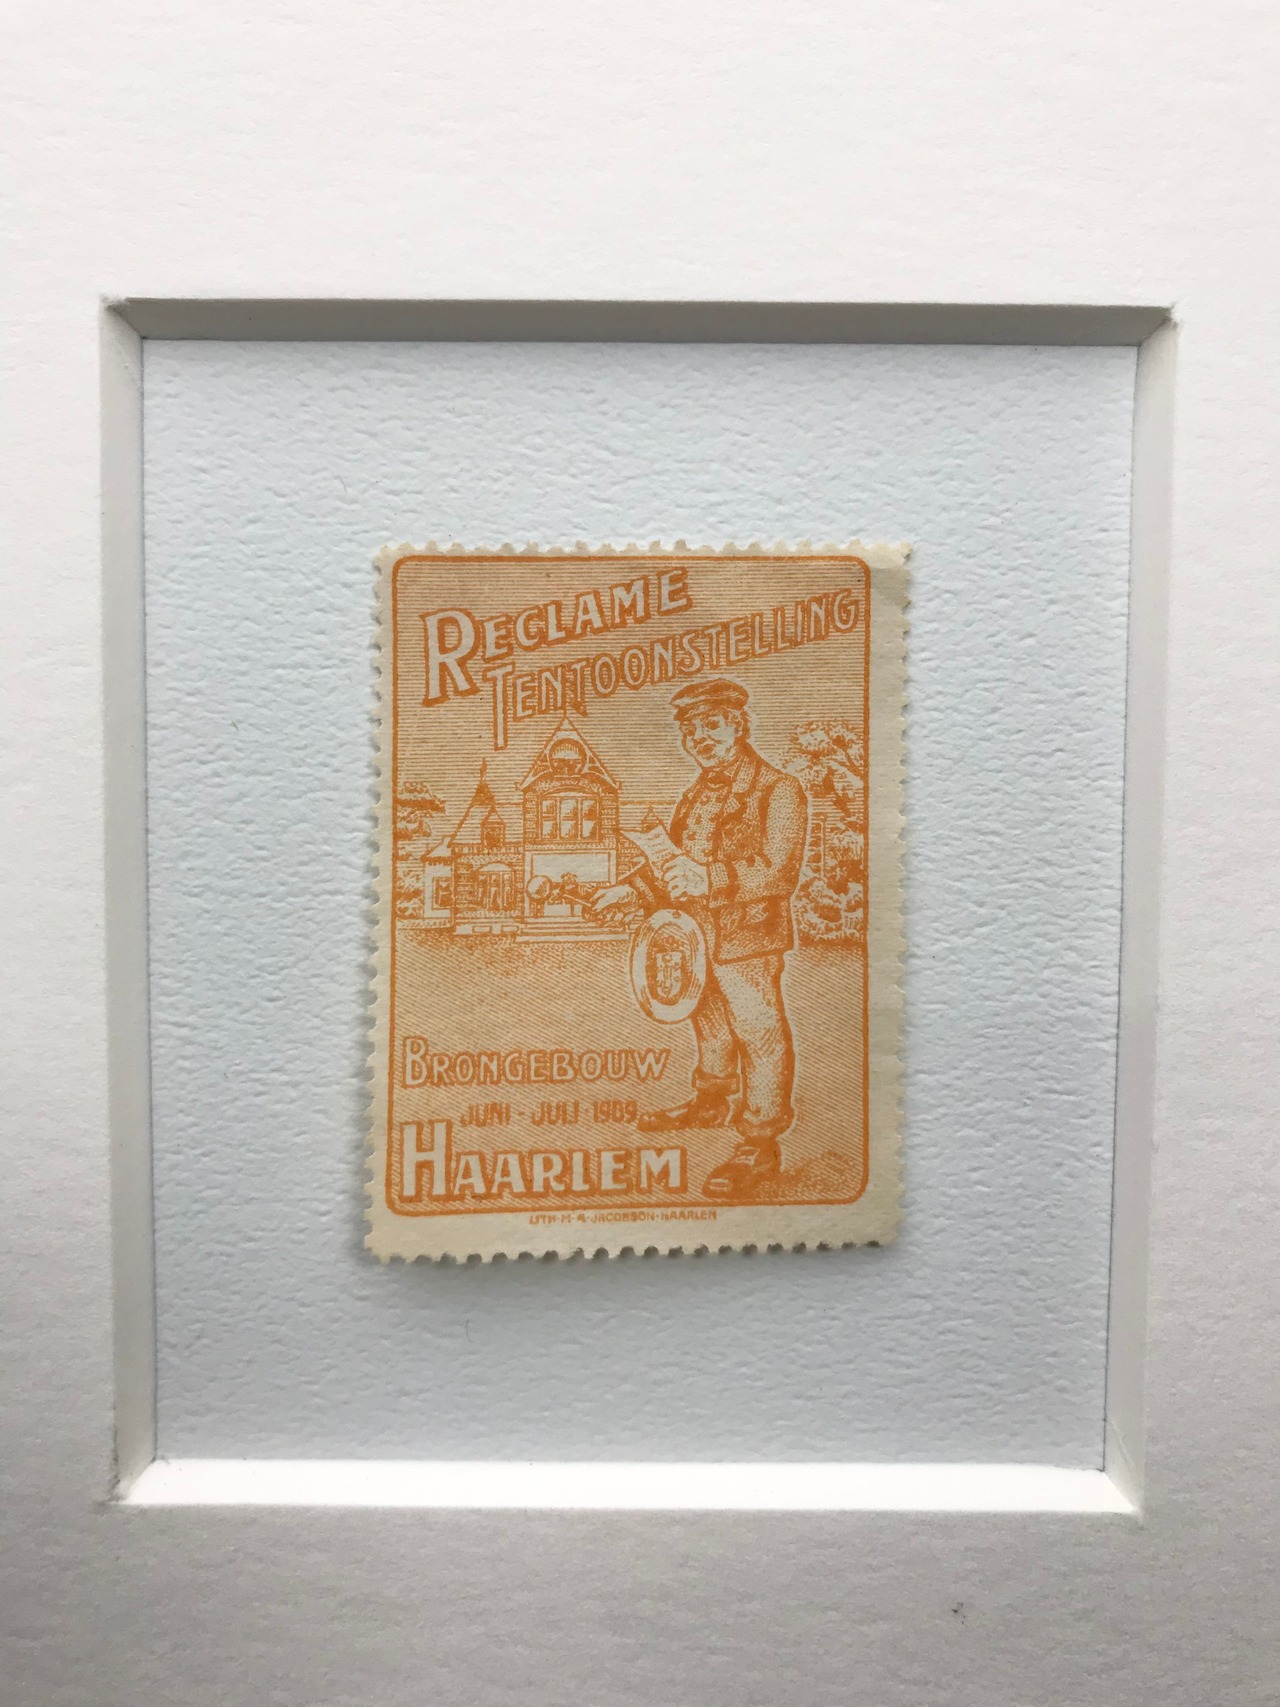 RECLAME
TENTOONSTELLING
BRONGEBOUW
JUNI - JULI - 1909
HAARLEM
LITH. M. A. JACOBSON - HAARLEM